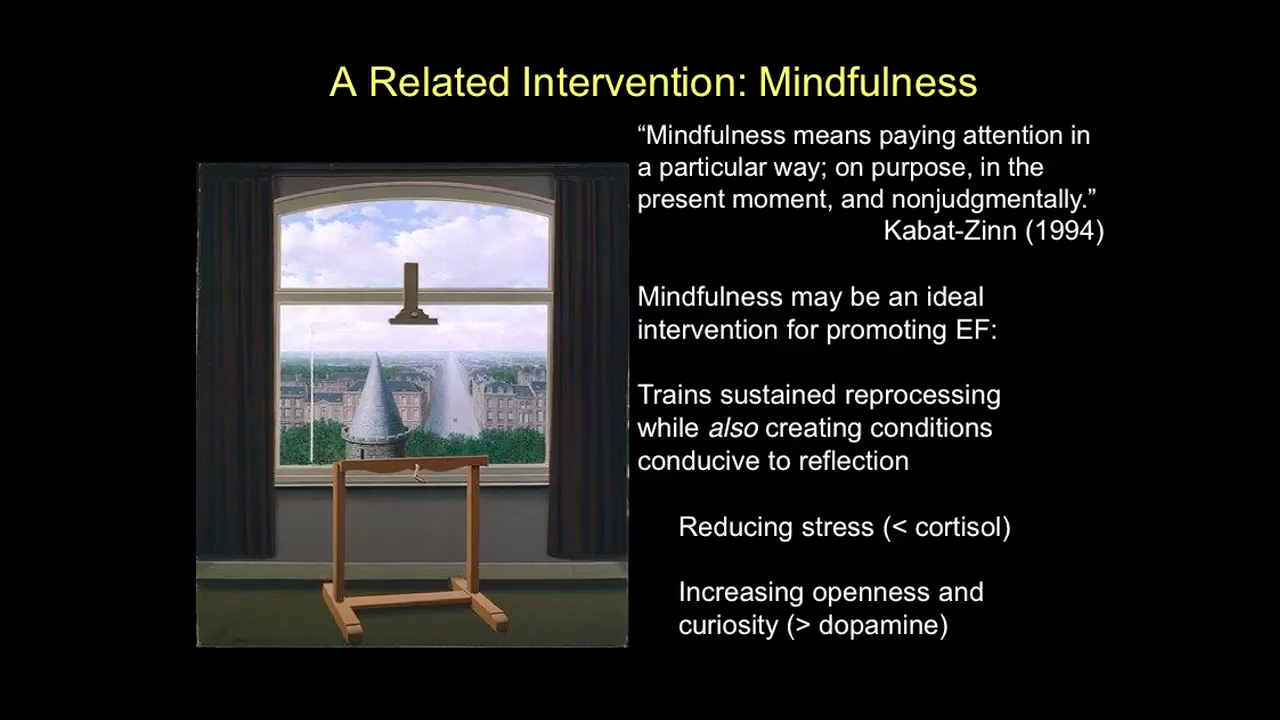 A Related Intervention: Mindfulness
“Mindfulness means paying attention in
a particular way; on purpose, in the
present moment, and nonjudgmentally.”
Kabat-Zinn (1994)
Mindfulness may be an ideal
intervention for promoting EF:
Trains sustained reprocessing
while also creating conditions
conducive to reflection
Reducing stress (< cortisol)
Increasing openness and
curiosity (> dopamine)